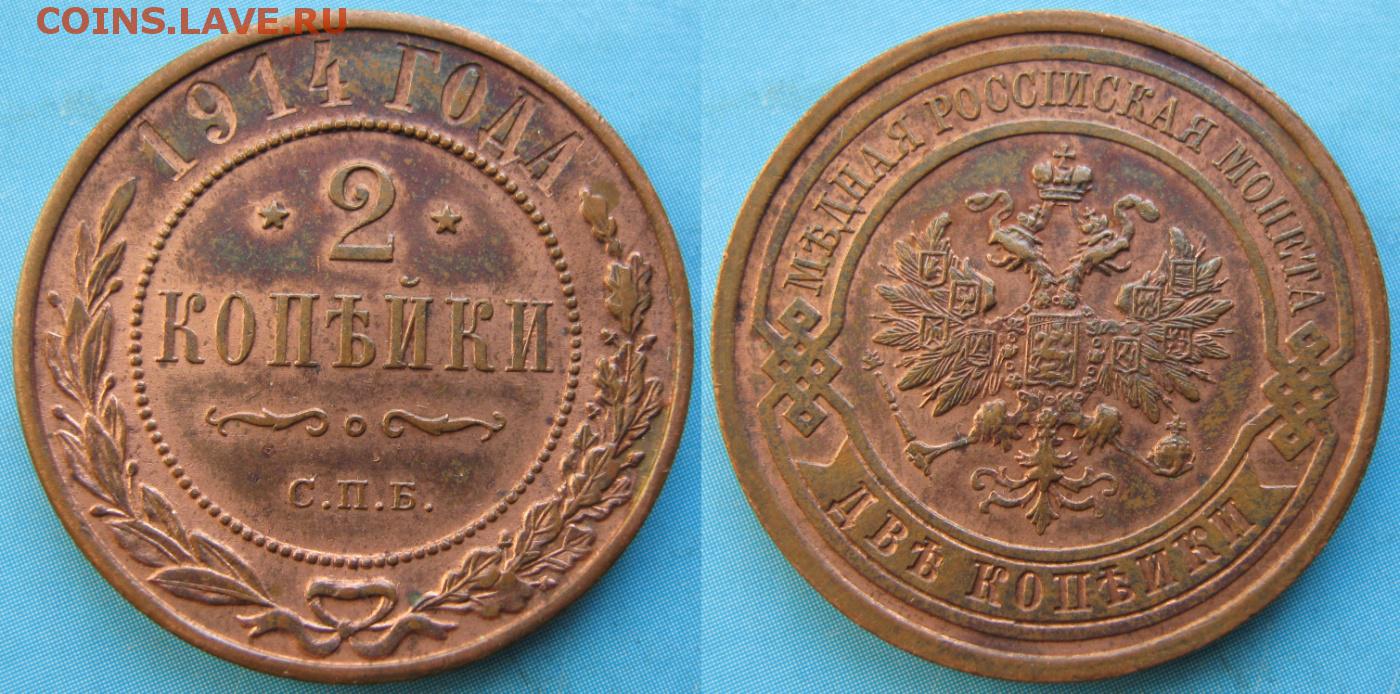 COINS.LAVE.RU
1914 ГОДА
2
КОПѢЙКИ
С.П.Б.
МѢДНАЯ РОССІЙСКАЯ МОНЕТА
ДВѢ КОПѢЙКИ